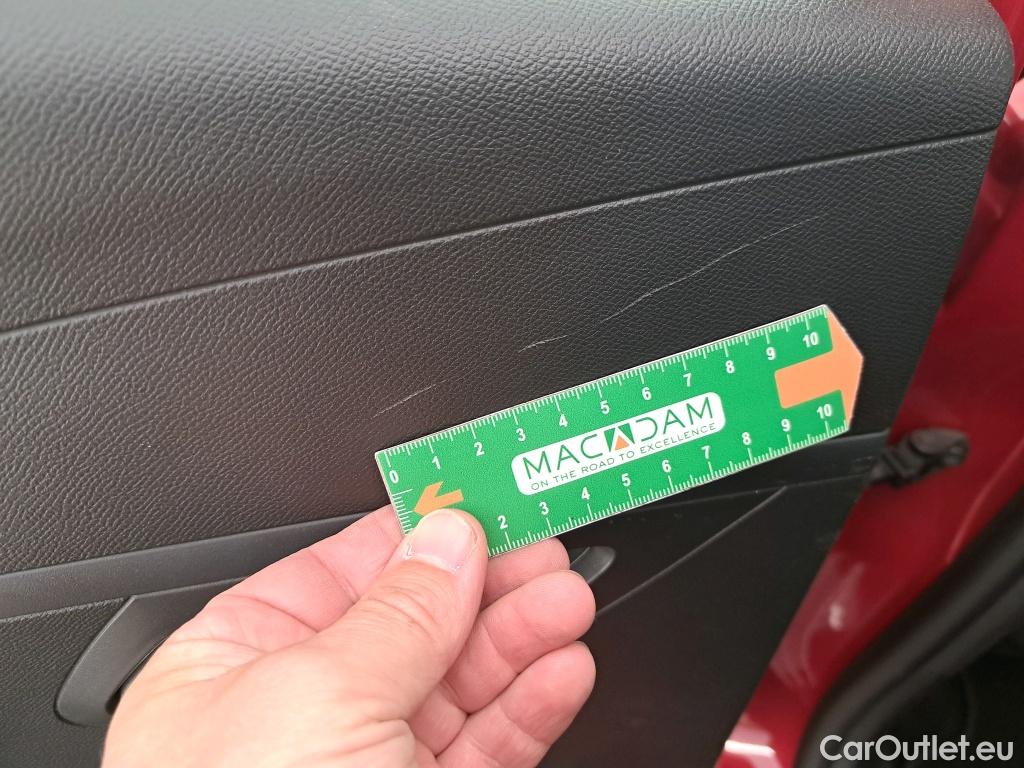 0 1 2 3 4 5 6 7 8 9 10
MACADAM
ON THE ROAD TO EXCELLENCE
2 3 4 5 6 7 8 9 10
CarOutlet.eu